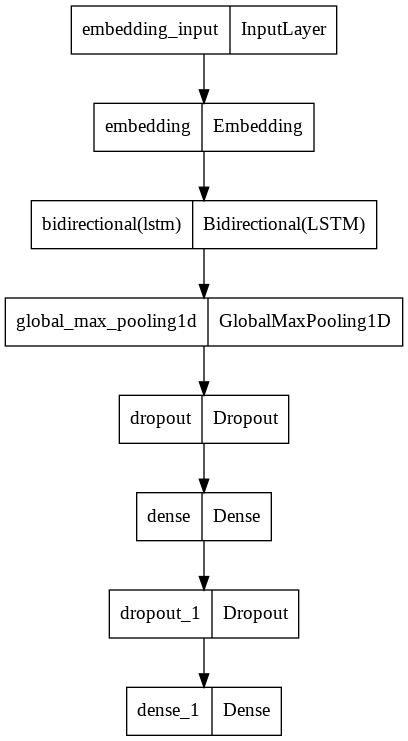 embedding_input InputLayer
embedding Embedding
bidirectional(lstm) Bidirectional(LSTM)
global_max_pooling1d GlobalMaxPooling1D
dropout Dropout
dense Dense
dropout_1 Dropout
dense_1 Dense